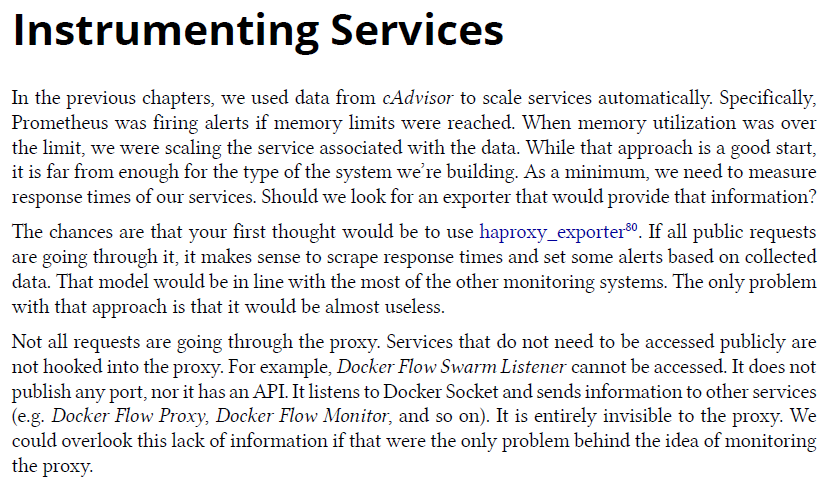 Instrumenting Services
In the previous chapters, we used data from cAdvisor to scale services automatically. Specifically,
Prometheus was firing alerts if memory limits were reached. When memory utilization was over
the limit, we were scaling the service associated with the data. While that approach is a good start,
it is far from enough for the type of the system we're building. As a minimum, we need to measure
response times of our services. Should we look for an exporter that would provide that information?
The chances are that your first thought would be to use haproxy_exporter⁸⁰. If all public requests
are going through it, it makes sense to scrape response times and set some alerts based on collected
data. That model would be in line with the most of the other monitoring systems. The only problem
with that approach is that it would be almost useless.
Not all requests are going through the proxy. Services that do not need to be accessed publicly are
not hooked into the proxy. For example, Docker Flow Swarm Listener cannot be accessed. It does not
publish any port, nor it has an API. It listens to Docker Socket and sends information to other services
(e.g. Docker Flow Proxy, Docker Flow Monitor, and so on). It is entirely invisible to the proxy. We
could overlook this lack of information if that were the only problem behind the idea of monitoring
the proxy.